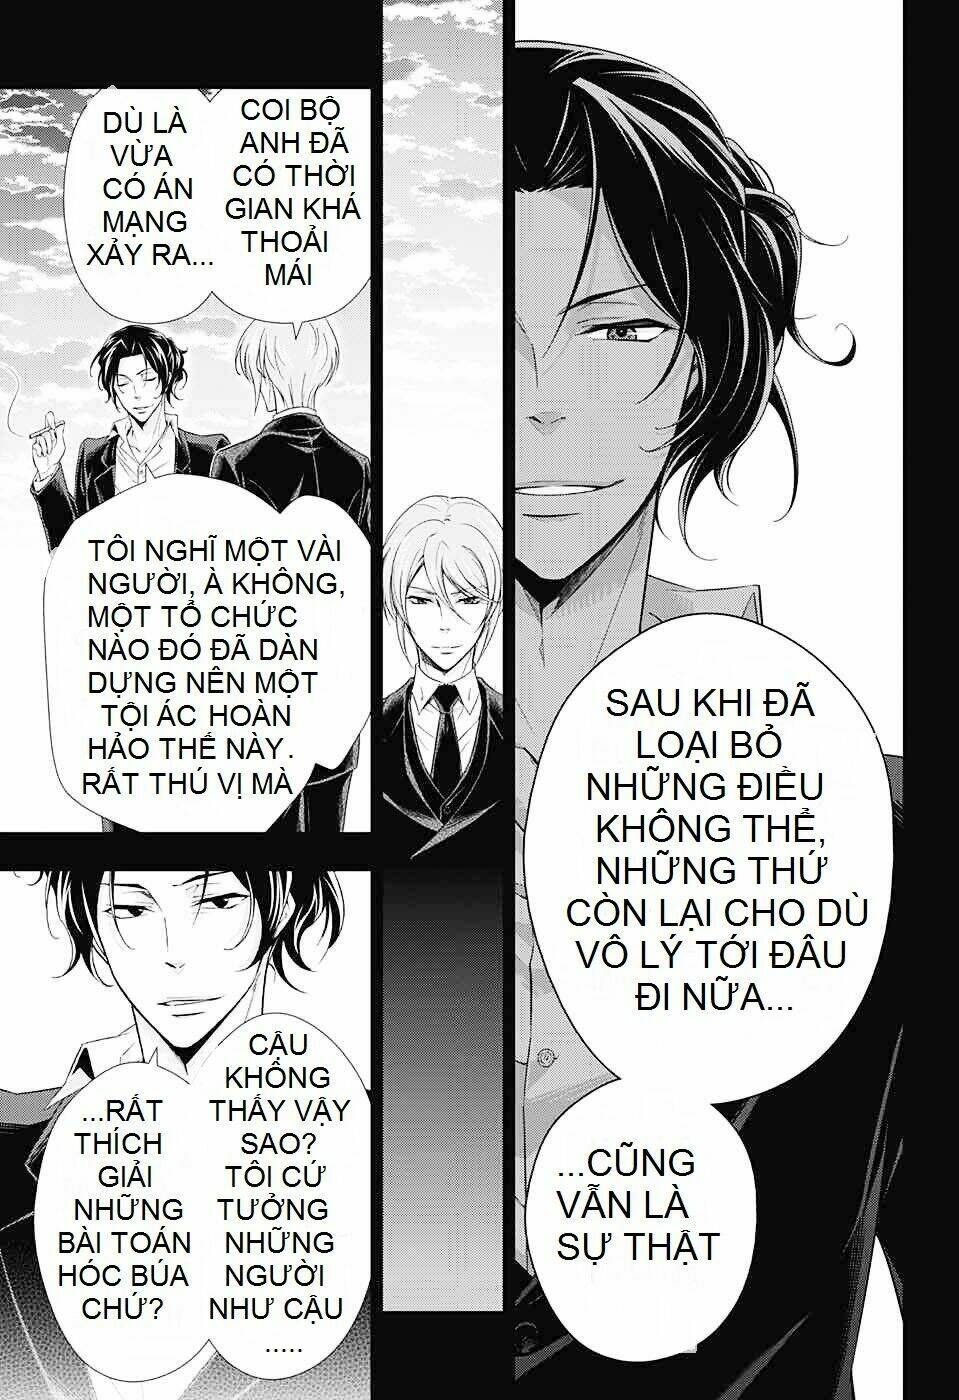 SAU KHI ĐÃ
LOẠI BỎ
NHỮNG ĐIỀU
KHÔNG THỂ,
NHỮNG THỨ
CÒN LẠI CHO DÙ
VÔ LÝ TỚI ĐÂU
ĐI NỮA...
...CŨNG
VẪN LÀ
SỰ THẬT
COI BỘ
ANH ĐÃ
CÓ THỜI
GIAN KHÁ
THOẢI
MÁI
DÙ LÀ
VỪA
CÓ ÁN
MẠNG
XẢY RA...
TÔI NGHĨ MỘT VÀI
NGƯỜI, À KHÔNG,
MỘT TỔ CHỨC
NÀO ĐÓ ĐÃ DÀN
DỰNG NÊN MỘT
TỘI ÁC HOÀN
HẢO THẾ NÀY.
RẤT THÚ VỊ MÀ
CẬU
KHÔNG
THẤY VẬY
SAO?
TÔI CỨ
TƯỞNG
NHỮNG
NGƯỜI
NHƯ CẬU
.....
...RẤT
THÍCH
GIẢI
NHỮNG
BÀI TOÁN
HÓC BÚA
CHỨ?